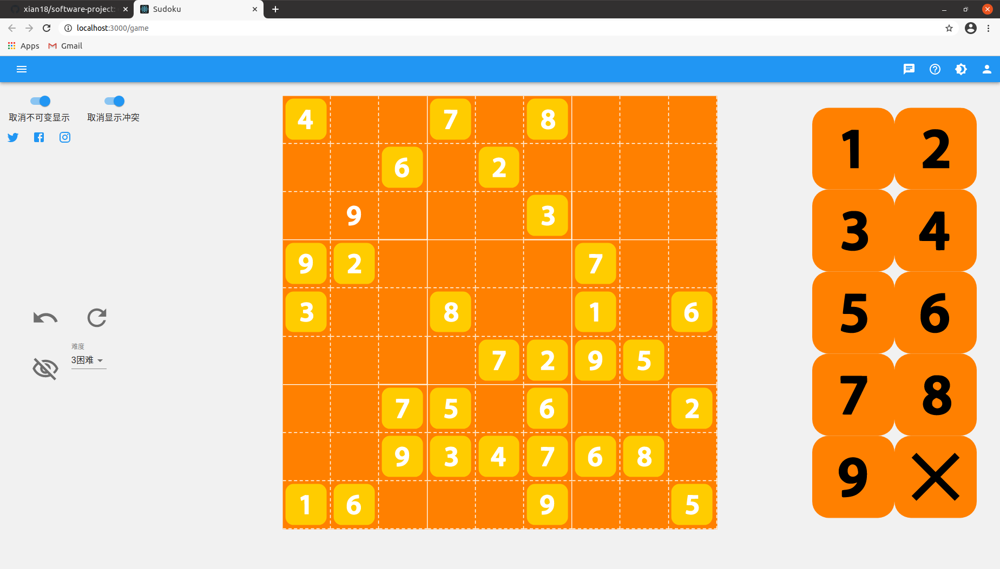 xian18/software-project:
Sudoku
localhost:3000/game
Apps
Gmail
取消不可变显示
取消显示冲突
4 7 8
6 2
9 3
9 2 7
3 8 1 6
7 2 9 5
7 5 6 2
9 3 4 7 6 8
1 6 9 5
难度
3困难
1 2
3 4
5 6
7 8
9